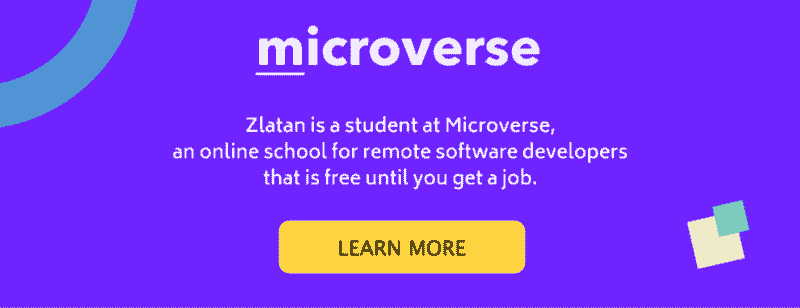 microverse
Zlatan is a student at Microverse,
an online school for remote software developers
that is free until you get a job.
LEARN MORE